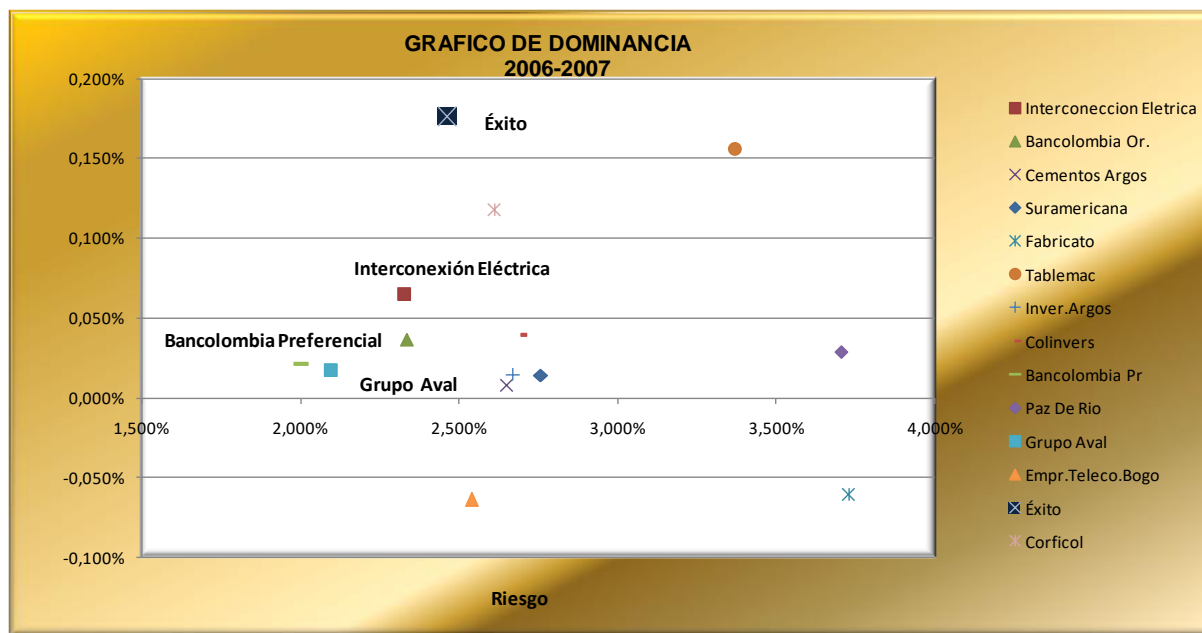 GRAFICO DE DOMINANCIA
2006-2007
0,200%
0,150%
0,100%
0,050%
0,000%
-0,050%
-0,100%
1,500%
2,000%
2,500%
3,000%
3,500%
4,000%
Éxito
Interconexión Eléctrica
Bancolombia Preferencial
Grupo Aval
Riesgo
Interconeccion Eletrica
Bancolombia Or.
Cementos Argos
Suramericana
Fabricato
Tablemac
Inver.Argos
Colinvers
Bancolombia Pr
Paz De Rio
Grupo Aval
Empr.Teleco.Bogo
Éxito
Corficol